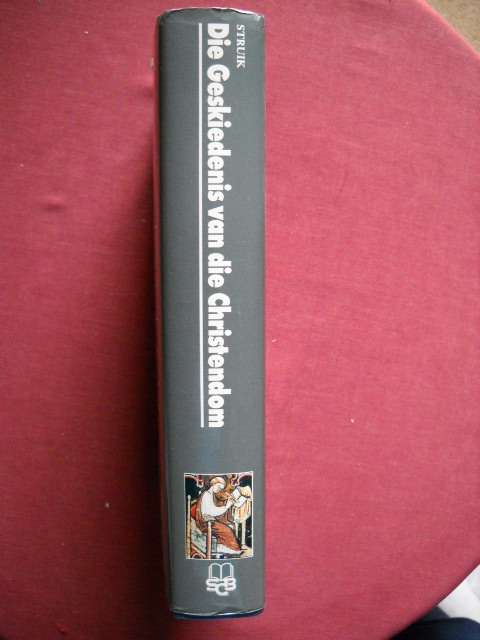 STRUIK
Die Geskiedenis van die Christendom
SCB